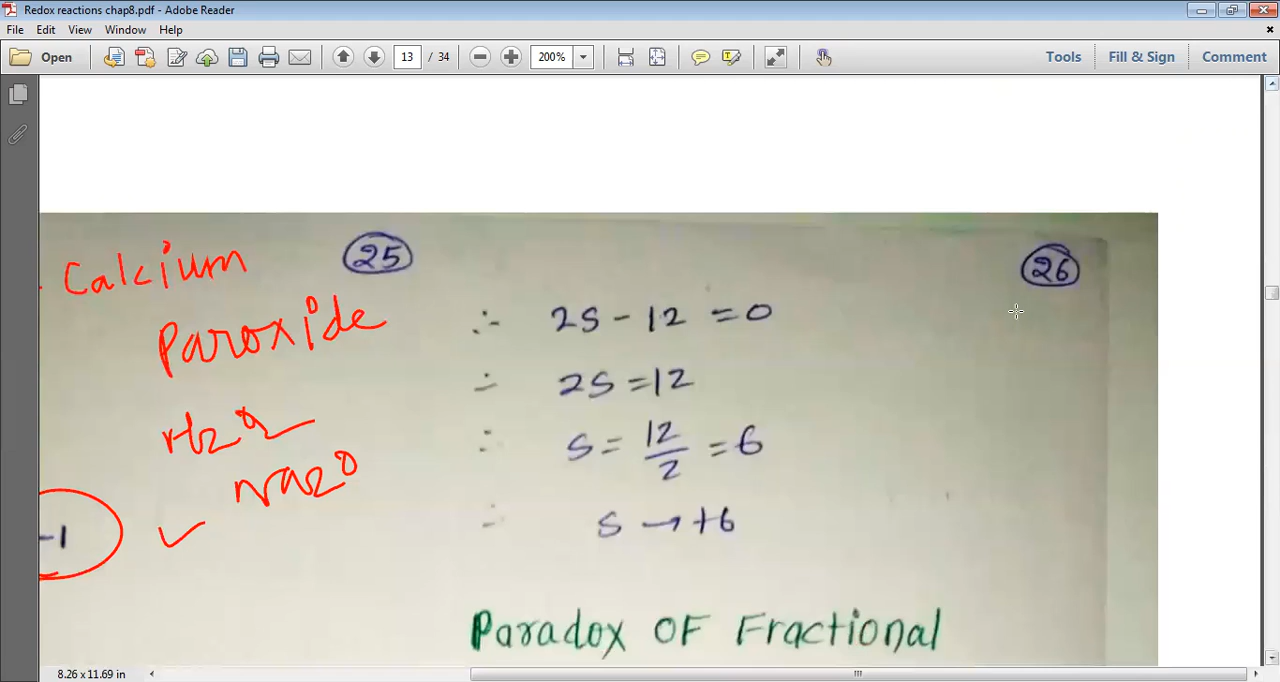 Redox reactions chap8.pdf - Adobe Reader
File Edit View Window Help
Open 13 / 34 200% Tools Fill & Sign Comment
25
26
Calcium
Paroxide
-1
∴ 2S - 12 = 0
∴ 2S = 12
∴ S = 12/2 = 6
∴ S → +6
Paradox OF Fractional
8.26 x 11.69 in